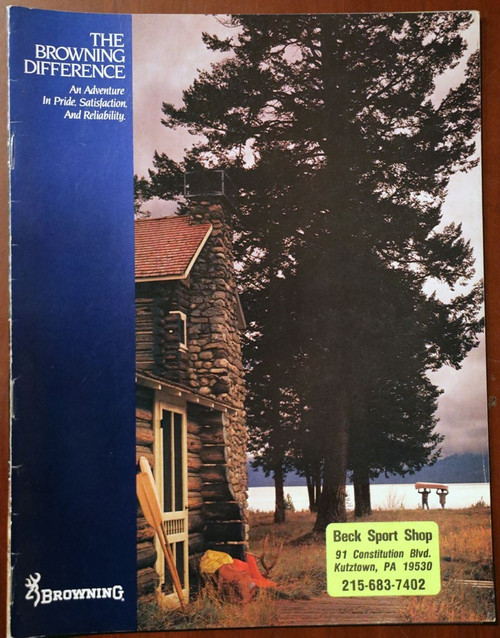 THE
BROWNING
DIFFERENCE
An Adventure
In Pride, Satisfaction,
And Reliability.
BROWNING.
Beck Sport Shop
91 Constitution Blvd.
Kutztown, PA 19530
215-683-7402